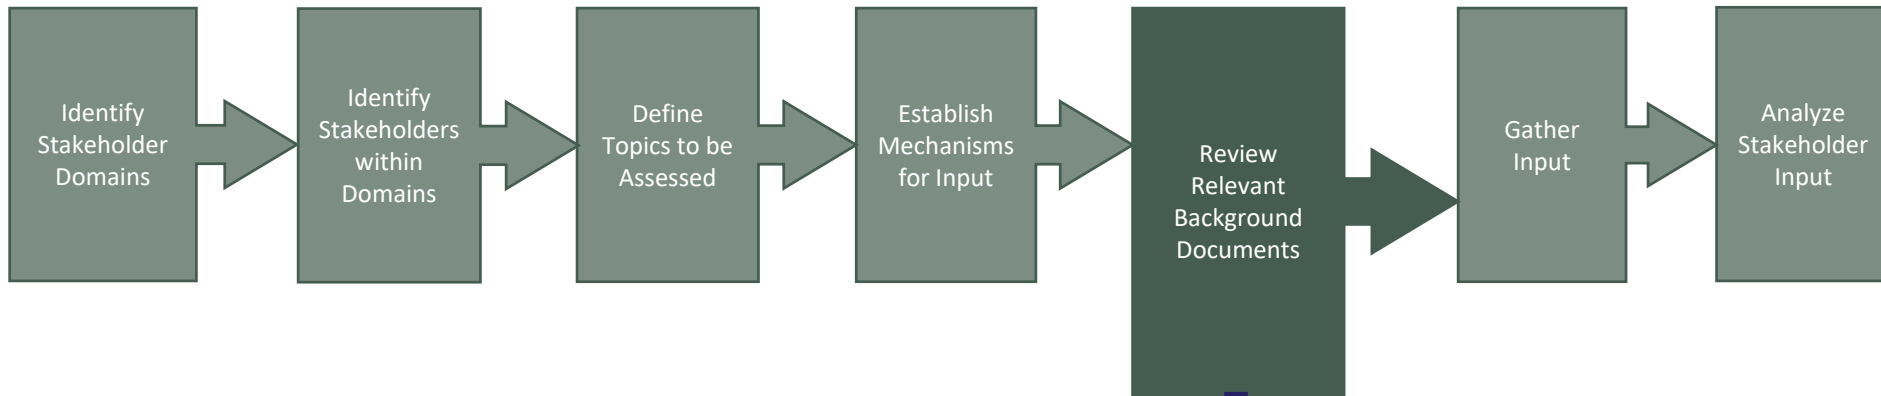 Identify
Stakeholder
Domains
Identify
Stakeholders
within
Domains
Define
Topics to be
Assessed
Establish
Mechanisms
for Input
Review
Relevant
Background
Documents
Gather
Input
Analyze
Stakeholder
Input